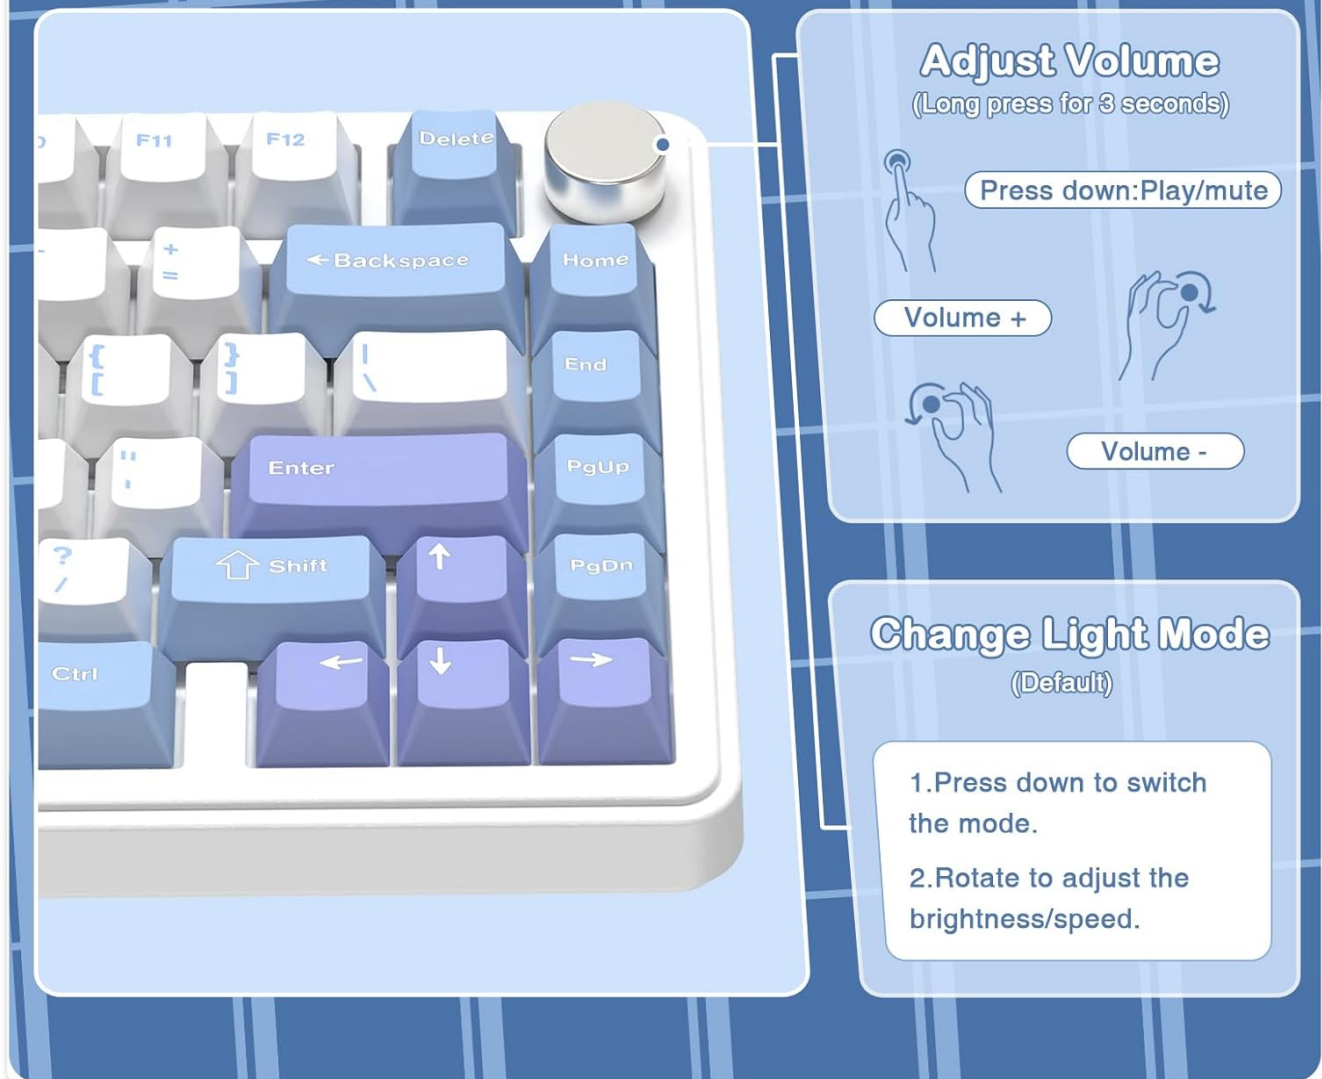 F11
F12
Delete
←Backspace
Home
+
=
{
[
}
]
|
\
End
Enter
PgUp
"
'
?
/
⇧ Shift
↑
PgDn
Ctrl
←
↓
→
Adjust Volume
(Long press for 3 seconds)
Press down:Play/mute
Volume +
Volume -
Change Light Mode
(Default)
1.Press down to switch
the mode.
2.Rotate to adjust the
brightness/speed.